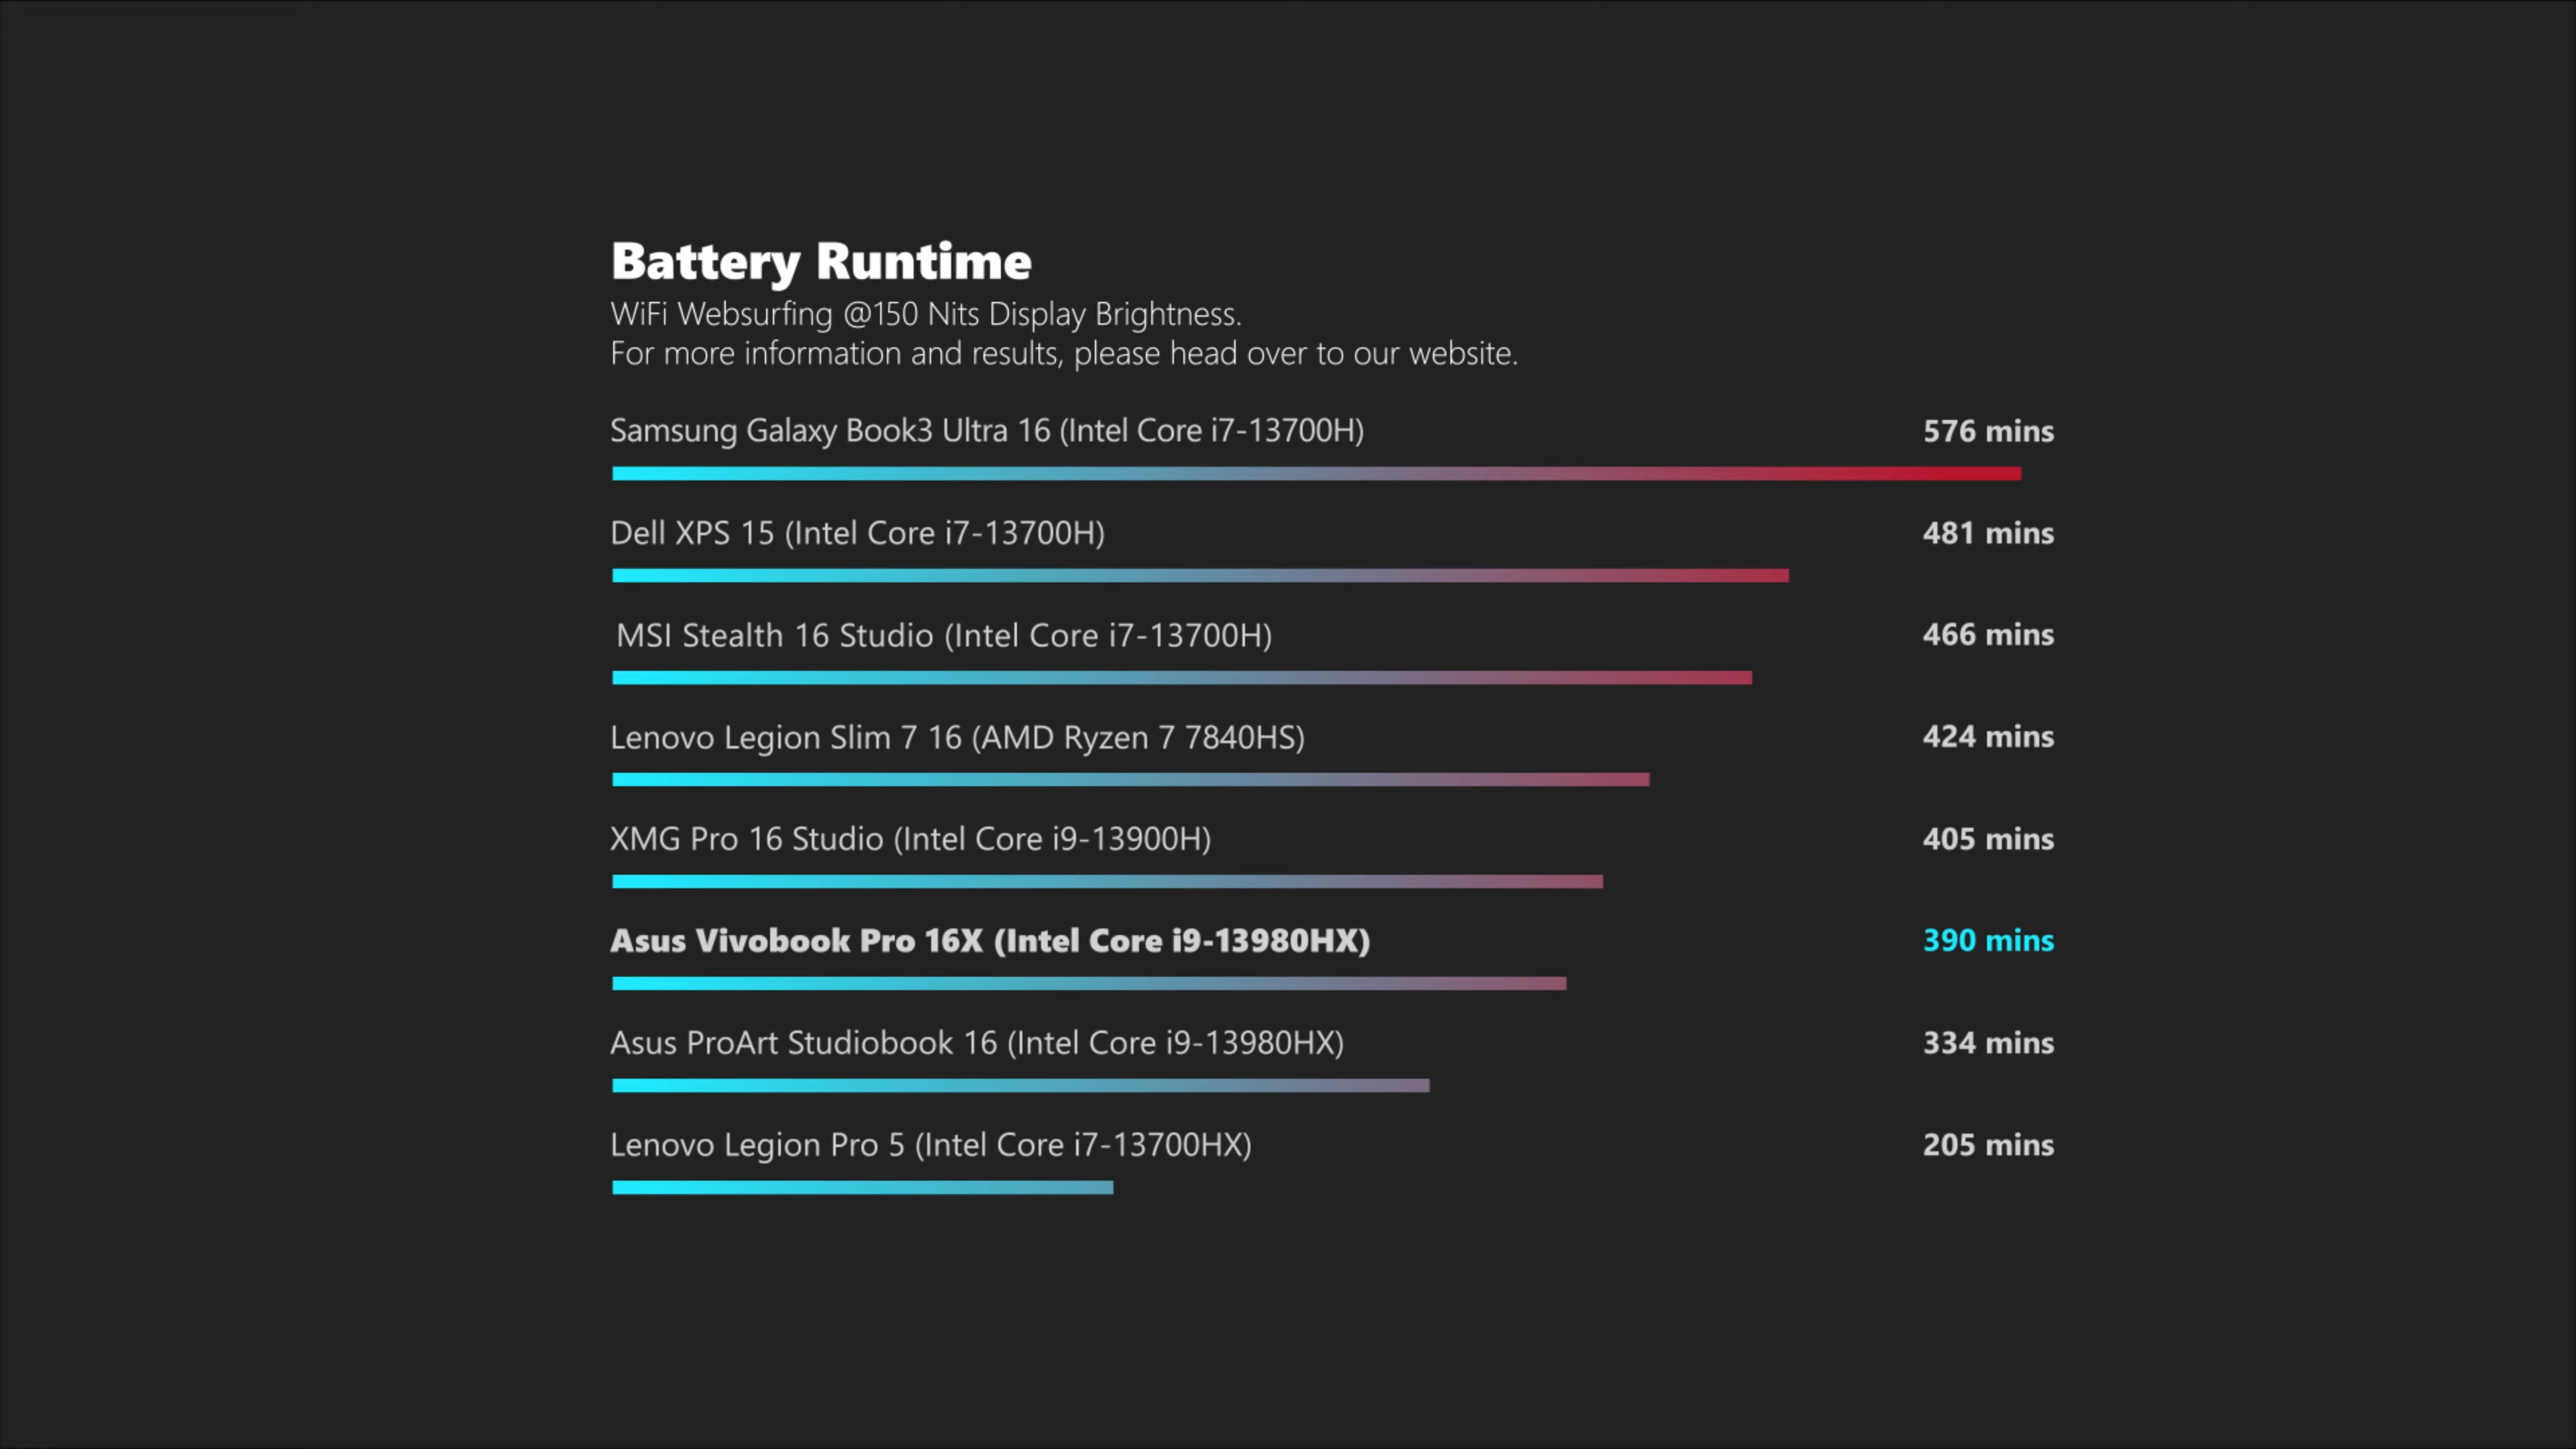 Battery Runtime
WiFi Websurfing @150 Nits Display Brightness.
For more information and results, please head over to our website.
Samsung Galaxy Book3 Ultra 16 (Intel Core i7-13700H) 576 mins
Dell XPS 15 (Intel Core i7-13700H) 481 mins
MSI Stealth 16 Studio (Intel Core i7-13700H) 466 mins
Lenovo Legion Slim 7 16 (AMD Ryzen 7 7840HS) 424 mins
XMG Pro 16 Studio (Intel Core i9-13900H) 405 mins
Asus Vivobook Pro 16X (Intel Core i9-13980HX) 390 mins
Asus ProArt Studiobook 16 (Intel Core i9-13980HX) 334 mins
Lenovo Legion Pro 5 (Intel Core i7-13700HX) 205 mins